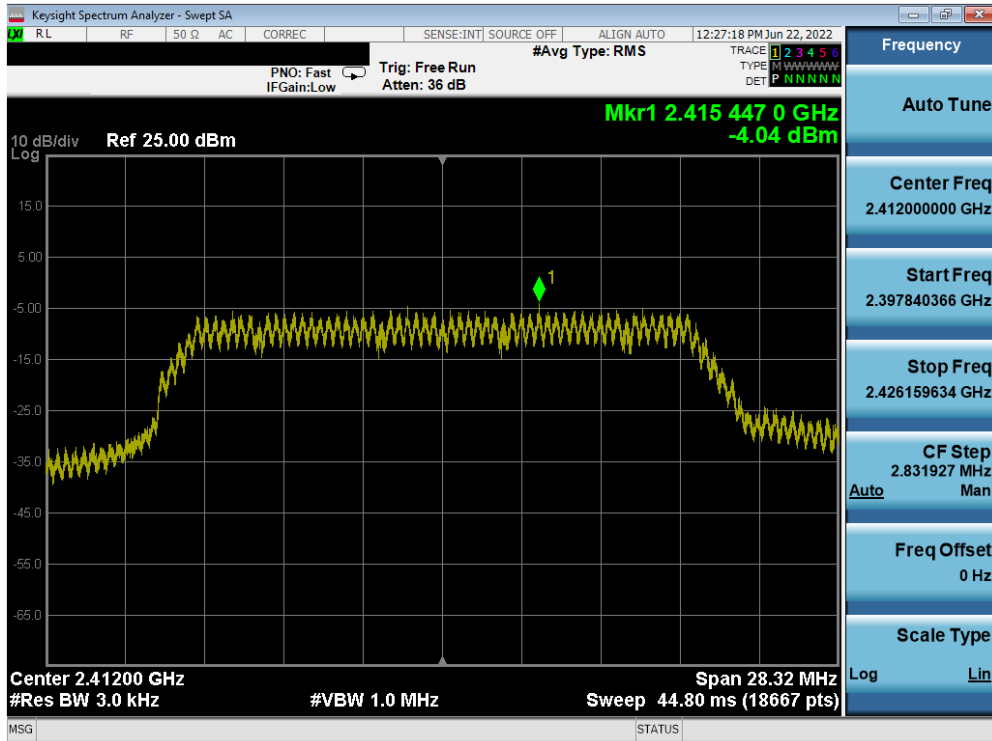 Keysight Spectrum Analyzer - Swept SA
LXI RL RF 50 Ω AC CORREC SENSE:INT SOURCE OFF ALIGN AUTO 12:27:18 PM Jun 22, 2022
#Avg Type: RMS
TRACE 1 2 3 4 5 6
PNO: Fast Trig: Free Run TYPE M WWWWW
IFGain:Low Atten: 36 dB DET P N N N N N
Mkr1 2.415 447 0 GHz
-4.04 dBm
10 dB/div Ref 25.00 dBm
Log
15.0
5.00
-5.00
-15.0
-25.0
-35.0
-45.0
-55.0
-65.0
1
Center 2.41200 GHz Span 28.32 MHz
#Res BW 3.0 kHz #VBW 1.0 MHz Sweep 44.80 ms (18667 pts)
MSG STATUS
Frequency
Auto Tune
Center Freq
2.412000000 GHz
Start Freq
2.397840366 GHz
Stop Freq
2.426159634 GHz
CF Step
2.831927 MHz
Auto Man
Freq Offset
0 Hz
Scale Type
Log Lin